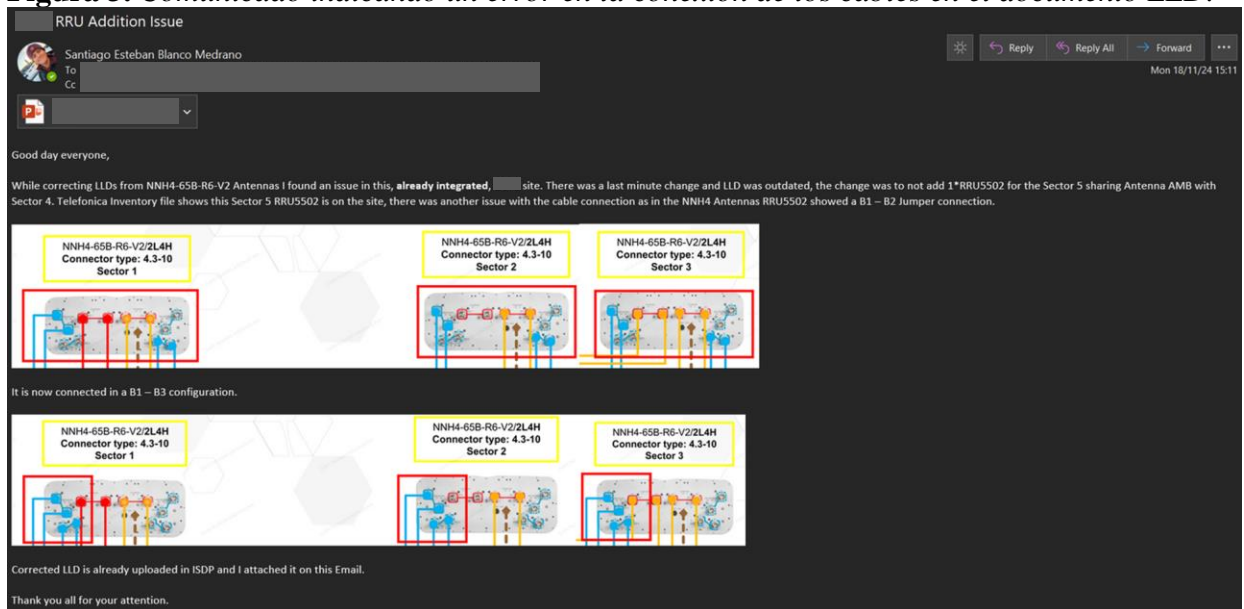 Figura 5. Comunicado indicando un error en la conexión de los cables en el documento LLD.
RRU Addition Issue
Santiago Esteban Blanco Medrano
To
Cc
Reply
Reply All
Forward
Mon 18/11/24 15:11
Good day everyone,
While correcting LLDs from NNH4-65B-R6-V2 Antennas I found an issue in this, already integrated, site. There was a last minute change and LLD was outdated, the change was to not add 1*RRU5502 for the Sector 5 sharing Antenna AMB with
Sector 4. Telefonica Inventory file shows this Sector 5 RRU5502 is on the site, there was another issue with the cable connection as in the NNH4 Antennas RRU5502 showed a B1 – B2 Jumper connection.
NNH4-65B-R6-V2/2L4H
Connector type: 4.3-10
Sector 1
NNH4-65B-R6-V2/2L4H
Connector type: 4.3-10
Sector 2
NNH4-65B-R6-V2/2L4H
Connector type: 4.3-10
Sector 3
It is now connected in a B1 – B3 configuration.
NNH4-65B-R6-V2/2L4H
Connector type: 4.3-10
Sector 1
NNH4-65B-R6-V2/2L4H
Connector type: 4.3-10
Sector 2
NNH4-65B-R6-V2/2L4H
Connector type: 4.3-10
Sector 3
Corrected LLD is already uploaded in ISDP and I attached it on this Email.
Thank you all for your attention.